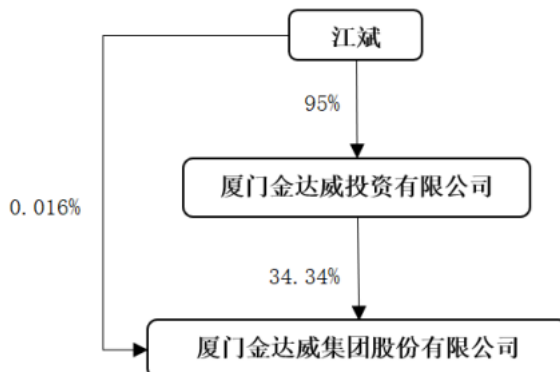 江斌
95%
厦门金达威投资有限公司
0.016%
34.34%
厦门金达威集团股份有限公司